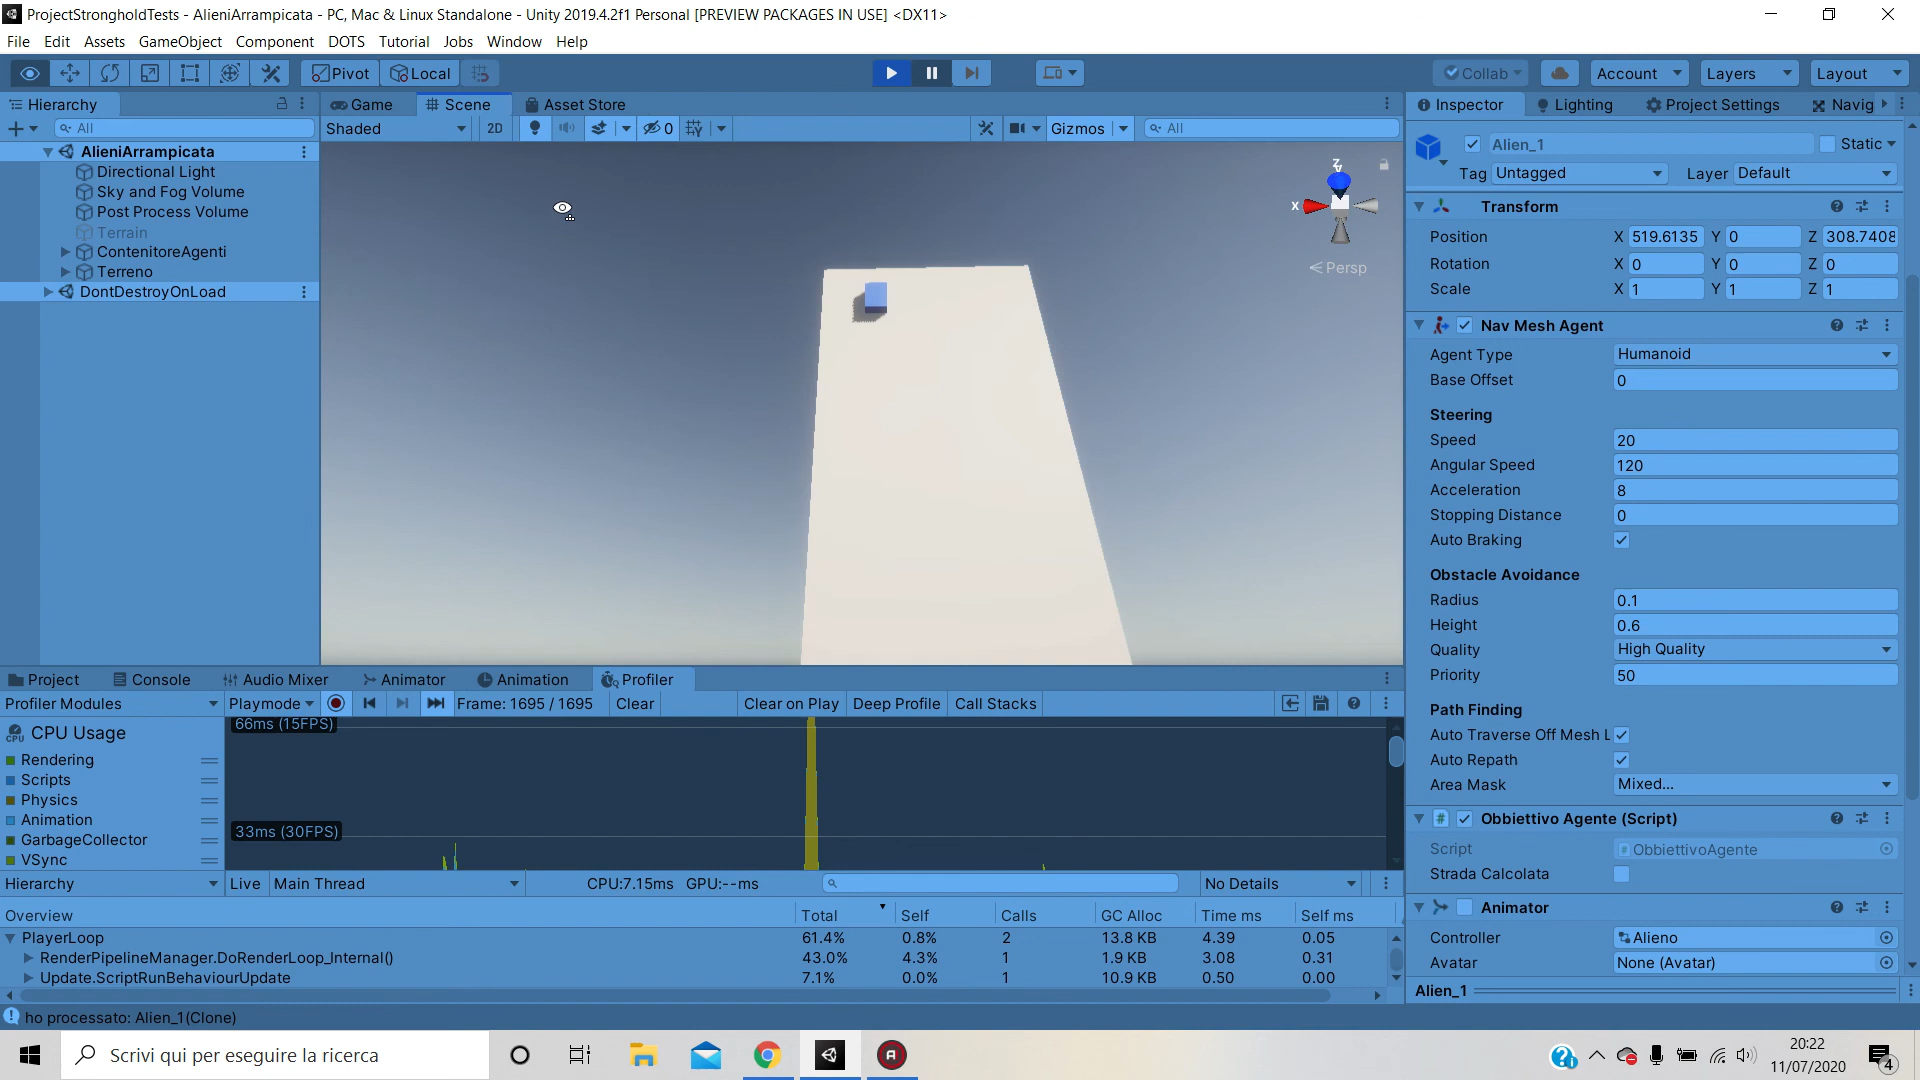 ProjectStrongholdTests - AlieniArrampicata - PC, Mac & Linux Standalone - Unity 2019.4.2f1 Personal [PREVIEW PACKAGES IN USE] <DX11>
File Edit Assets GameObject Component DOTS Tutorial Jobs Window Help
Pivot Local Collab Account Layers Layout
Hierarchy
All
AlieniArrampicata
Directional Light
Sky and Fog Volume
Post Process Volume
Terrain
ContenitoreAgenti
Terreno
DontDestroyOnLoad
Game Scene Asset Store
Shaded 2D 0 Gizmos All
Z
X
Persp
Inspector Lighting Project Settings Navig
Alien_1 Static
Tag Untagged Layer Default
Transform
Position X 519.6135 Y 0 Z 308.7408
Rotation X 0 Y 0 Z 0
Scale X 1 Y 1 Z 1
Nav Mesh Agent
Agent Type Humanoid
Base Offset 0
Steering
Speed 20
Angular Speed 120
Acceleration 8
Stopping Distance 0
Auto Braking
Obstacle Avoidance
Radius 0.1
Height 0.6
Quality High Quality
Priority 50
Path Finding
Auto Traverse Off Mesh L
Auto Repath
Area Mask Mixed...
# Obbiettivo Agente (Script)
Script ObbiettivoAgente
Strada Calcolata
Animator
Controller Alieno
Avatar None (Avatar)
Alien_1
Project Console Audio Mixer Animator Animation Profiler
Profiler Modules Playmode Frame: 1695 / 1695 Clear Clear on Play Deep Profile Call Stacks
CPU Usage
Rendering
Scripts
Physics
Animation
GarbageCollector
VSync
66ms (15FPS)
33ms (30FPS)
Hierarchy Live Main Thread CPU:7.15ms GPU:--ms No Details
Overview Total Self Calls GC Alloc Time ms Self ms
PlayerLoop 61.4% 0.8% 2 13.8 KB 4.39 0.05
RenderPipelineManager.DoRenderLoop_Internal() 43.0% 4.3% 1 1.9 KB 3.08 0.31
Update.ScriptRunBehaviourUpdate 7.1% 0.0% 1 10.9 KB 0.50 0.00
ho processato: Alien_1(Clone)
Scrivi qui per eseguire la ricerca
20:22
11/07/2020
4